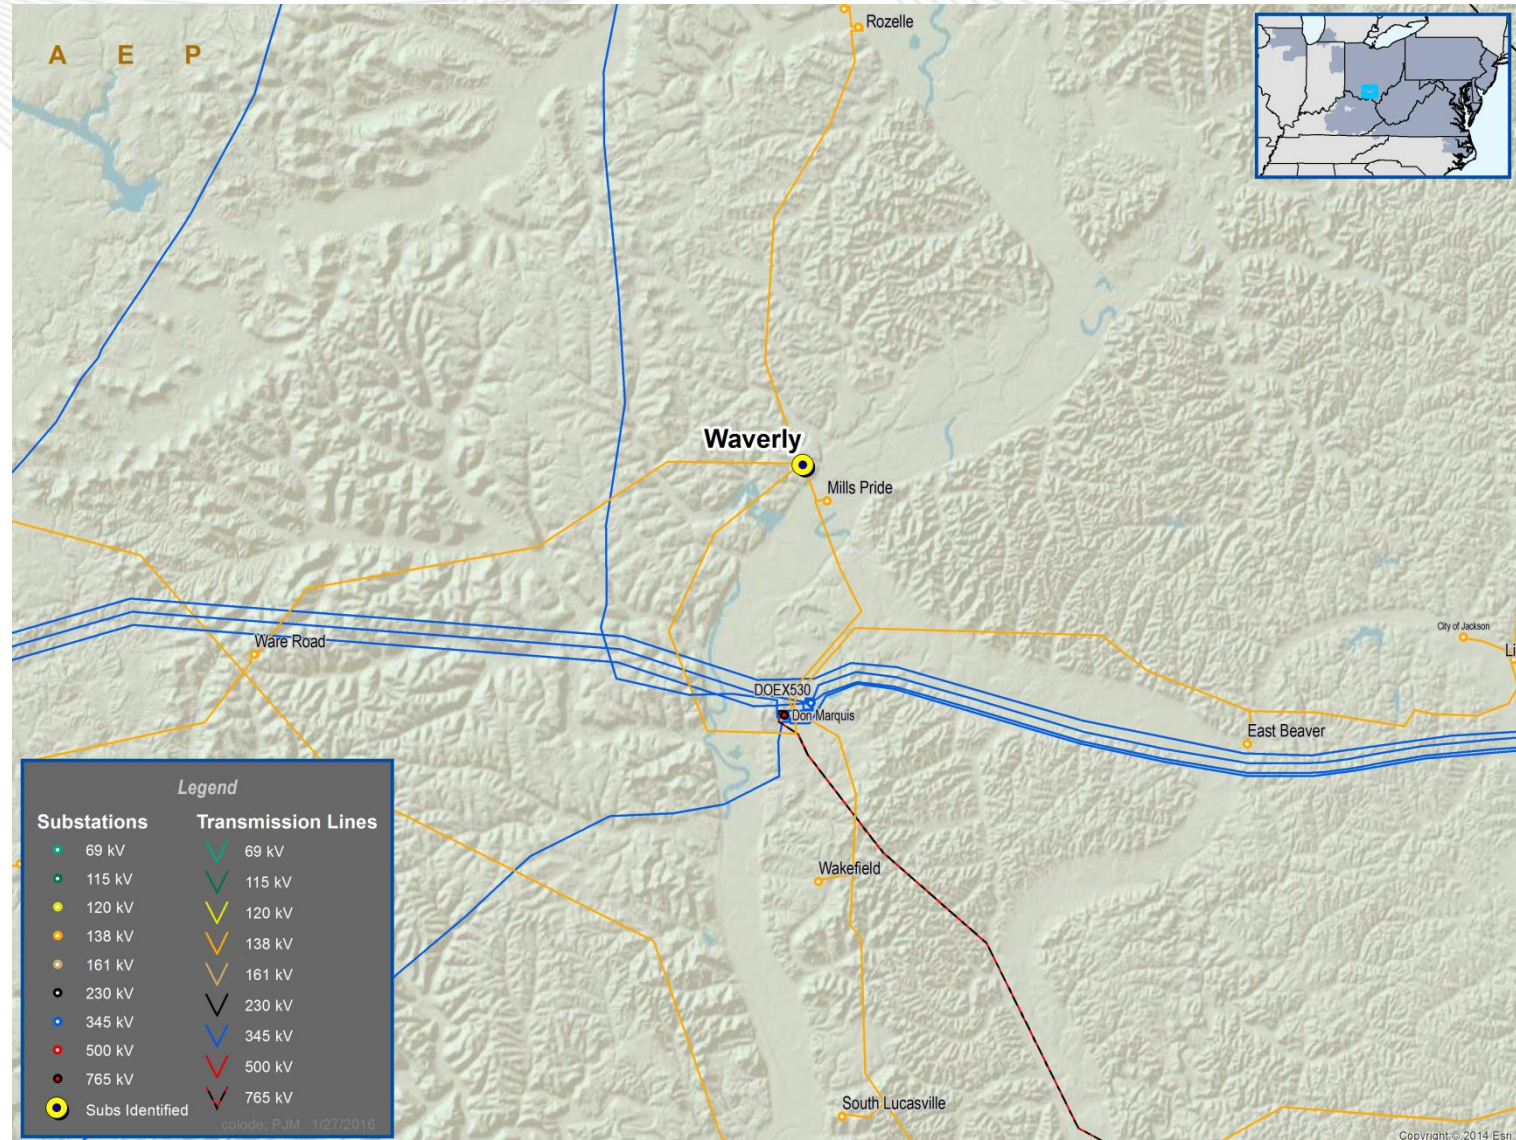 A E P
Rozelle
Waverly
Mills Pride
Ware Road
City of Jackson
Li
DOEX530
Don Marquis
East Beaver
Wakefield
South Lucasville
Legend
Substations
69 kV
115 kV
120 kV
138 kV
161 kV
230 kV
345 kV
500 kV
765 kV
Subs Identified
Transmission Lines
69 kV
115 kV
120 kV
138 kV
161 kV
230 kV
345 kV
500 kV
765 kV
colode; PJM 1/27/2016
Copyright:© 2014 Esri